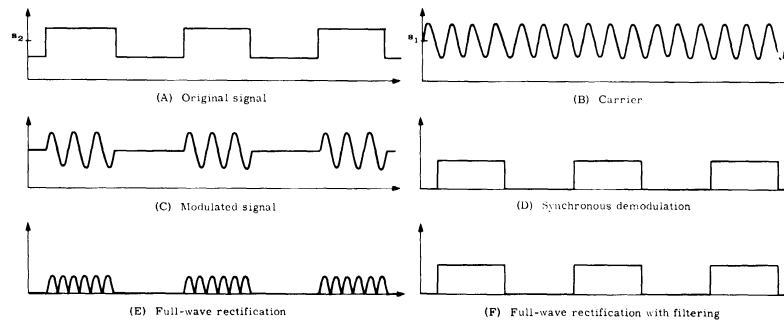 s2
(A) Original signal
s1
(B) Carrier
(C) Modulated signal
(D) Synchronous demodulation
(E) Full-wave rectification
(F) Full-wave rectification with filtering